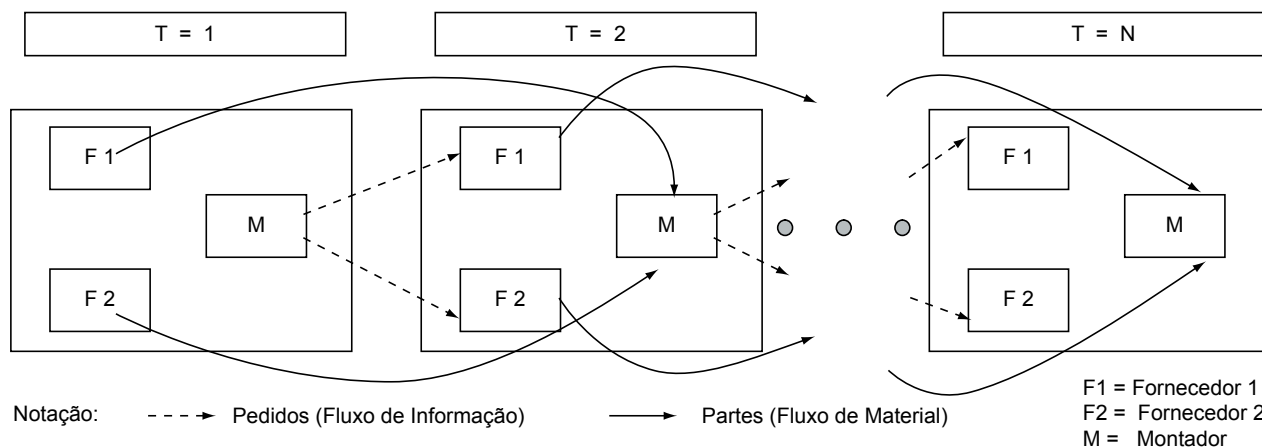 T = 1
T = 2
T = N
F 1
F 1
F 1
M
M
M
F 2
F 2
F 2
Notação:
Pedidos (Fluxo de Informação)
Partes (Fluxo de Material)
F1 = Fornecedor 1
F2 = Fornecedor 2
M = Montador